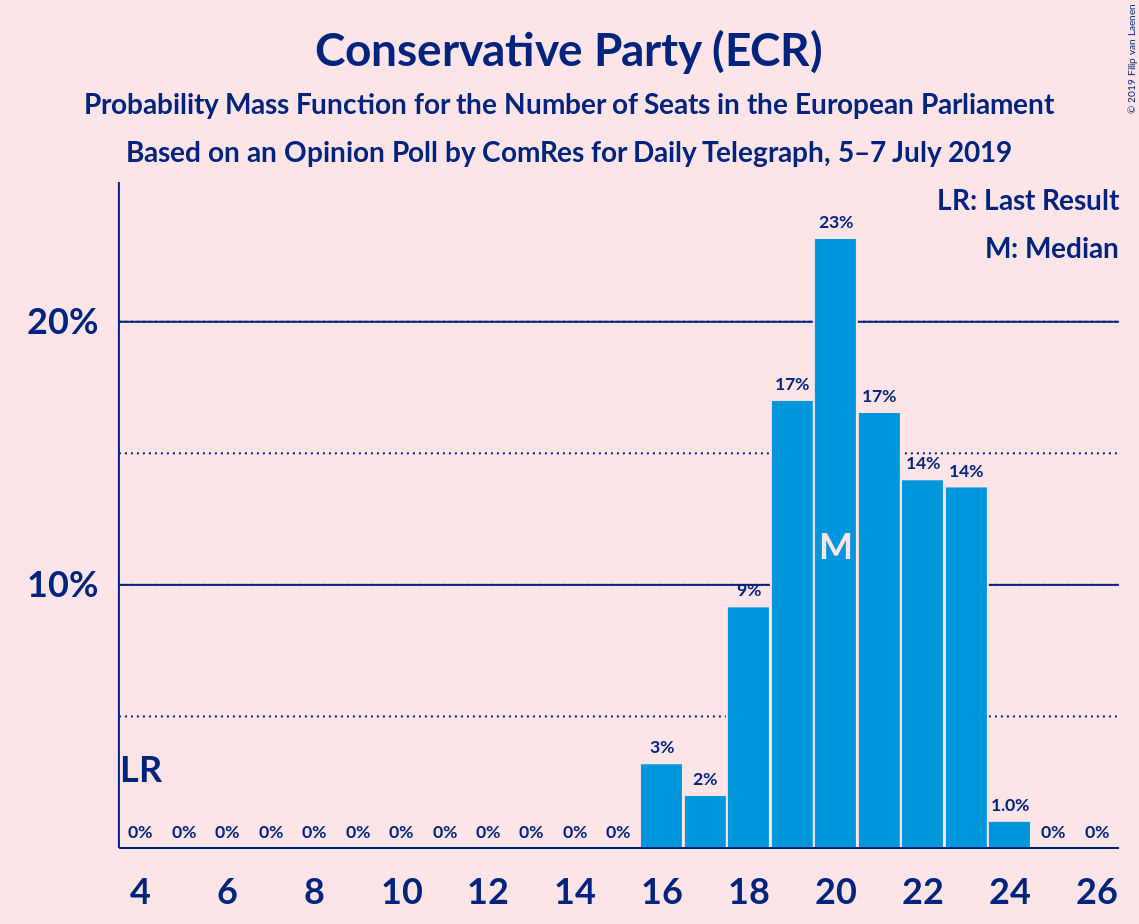 Conservative Party (ECR)
Probability Mass Function for the Number of Seats in the European Parliament
Based on an Opinion Poll by ComRes for Daily Telegraph, 5–7 July 2019
© 2019 Filip van Laenen
LR: Last Result
M: Median
23%
20%
17%
17%
14%
14%
M
10%
9%
3%
2%
LR
1.0%
0% 0% 0% 0% 0% 0% 0% 0% 0% 0% 0% 0% 0% 0%
4 6 8 10 12 14 16 18 20 22 24 26